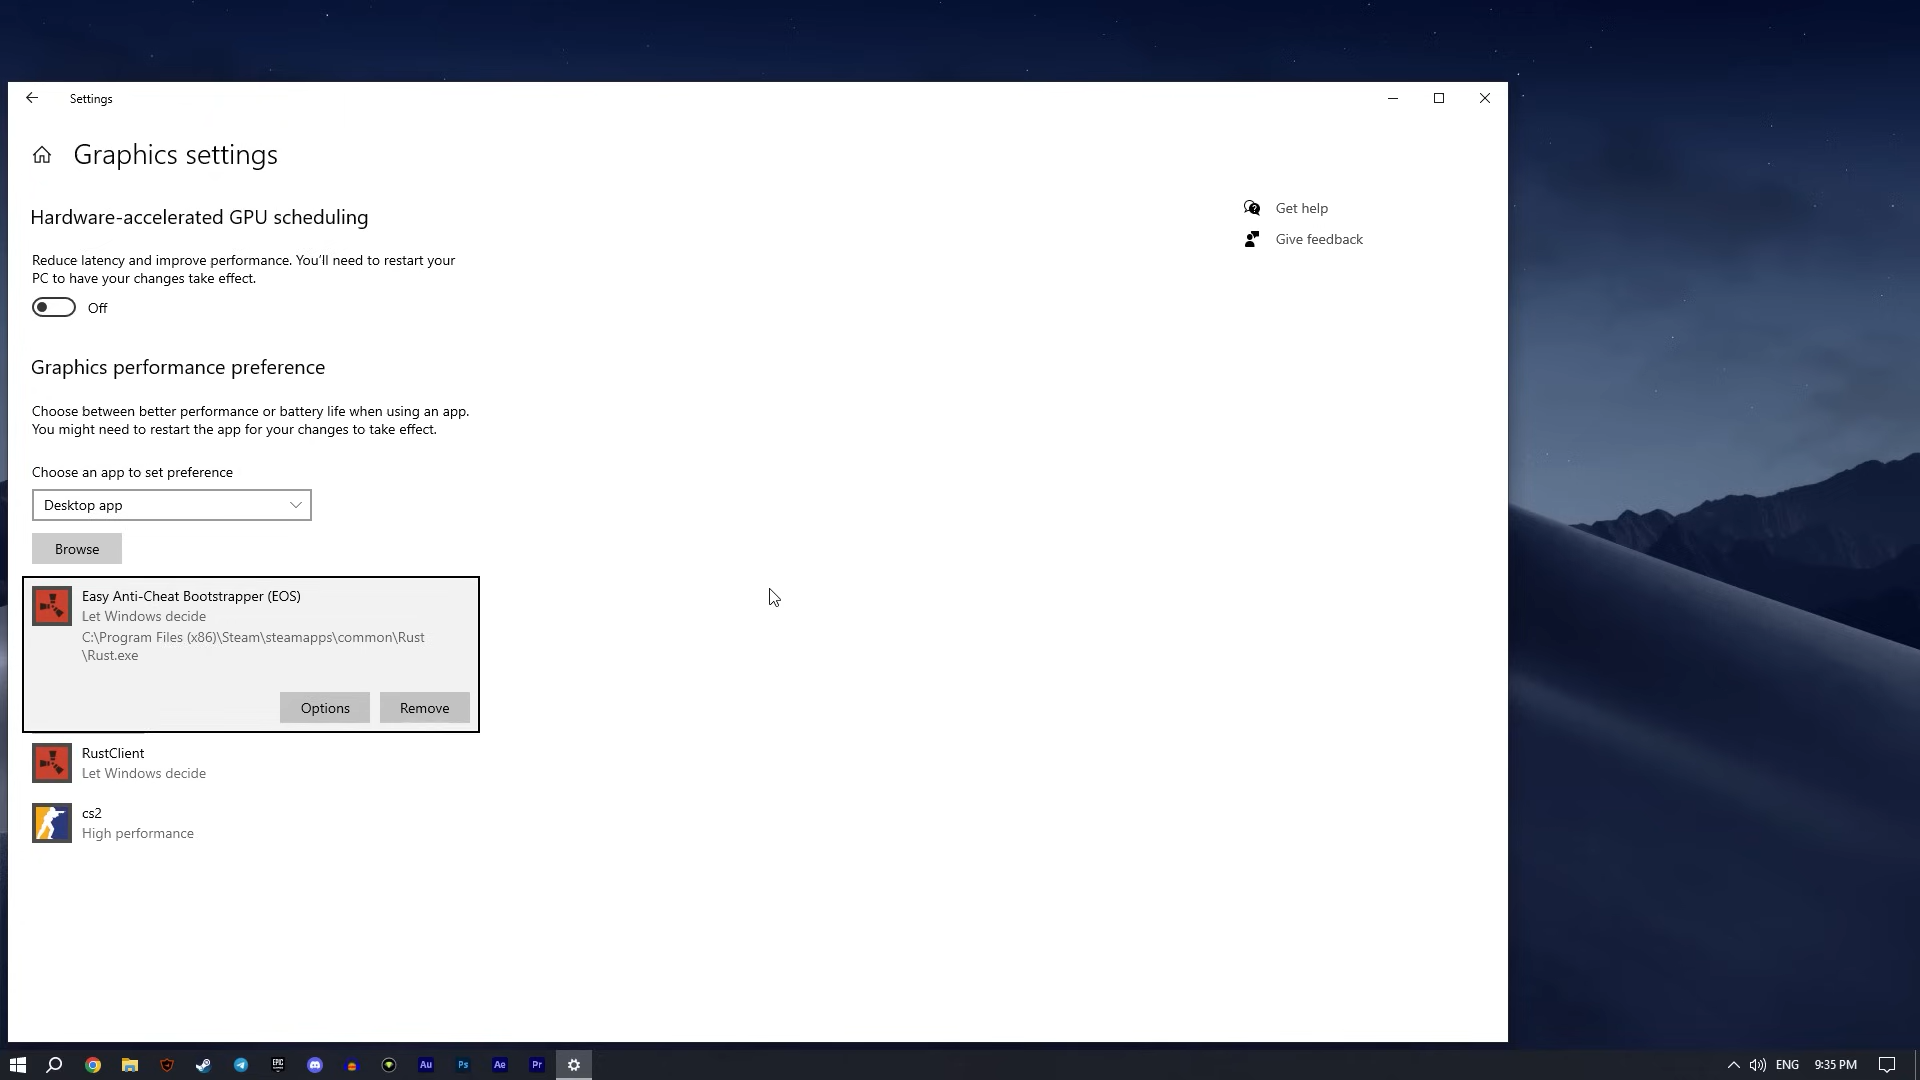 Settings
Graphics settings
Hardware-accelerated GPU scheduling
Reduce latency and improve performance. You'll need to restart your
PC to have your changes take effect.
Off
Graphics performance preference
Choose between better performance or battery life when using an app.
You might need to restart the app for your changes to take effect.
Choose an app to set preference
Desktop app
Browse
Easy Anti-Cheat Bootstrapper (EOS)
Let Windows decide
C:\Program Files (x86)\Steam\steamapps\common\Rust
\Rust.exe
Options
Remove
RustClient
Let Windows decide
cs2
High performance
Get help
Give feedback
EPIC
Au
Ps
Ae
Pr
ENG
9:35 PM